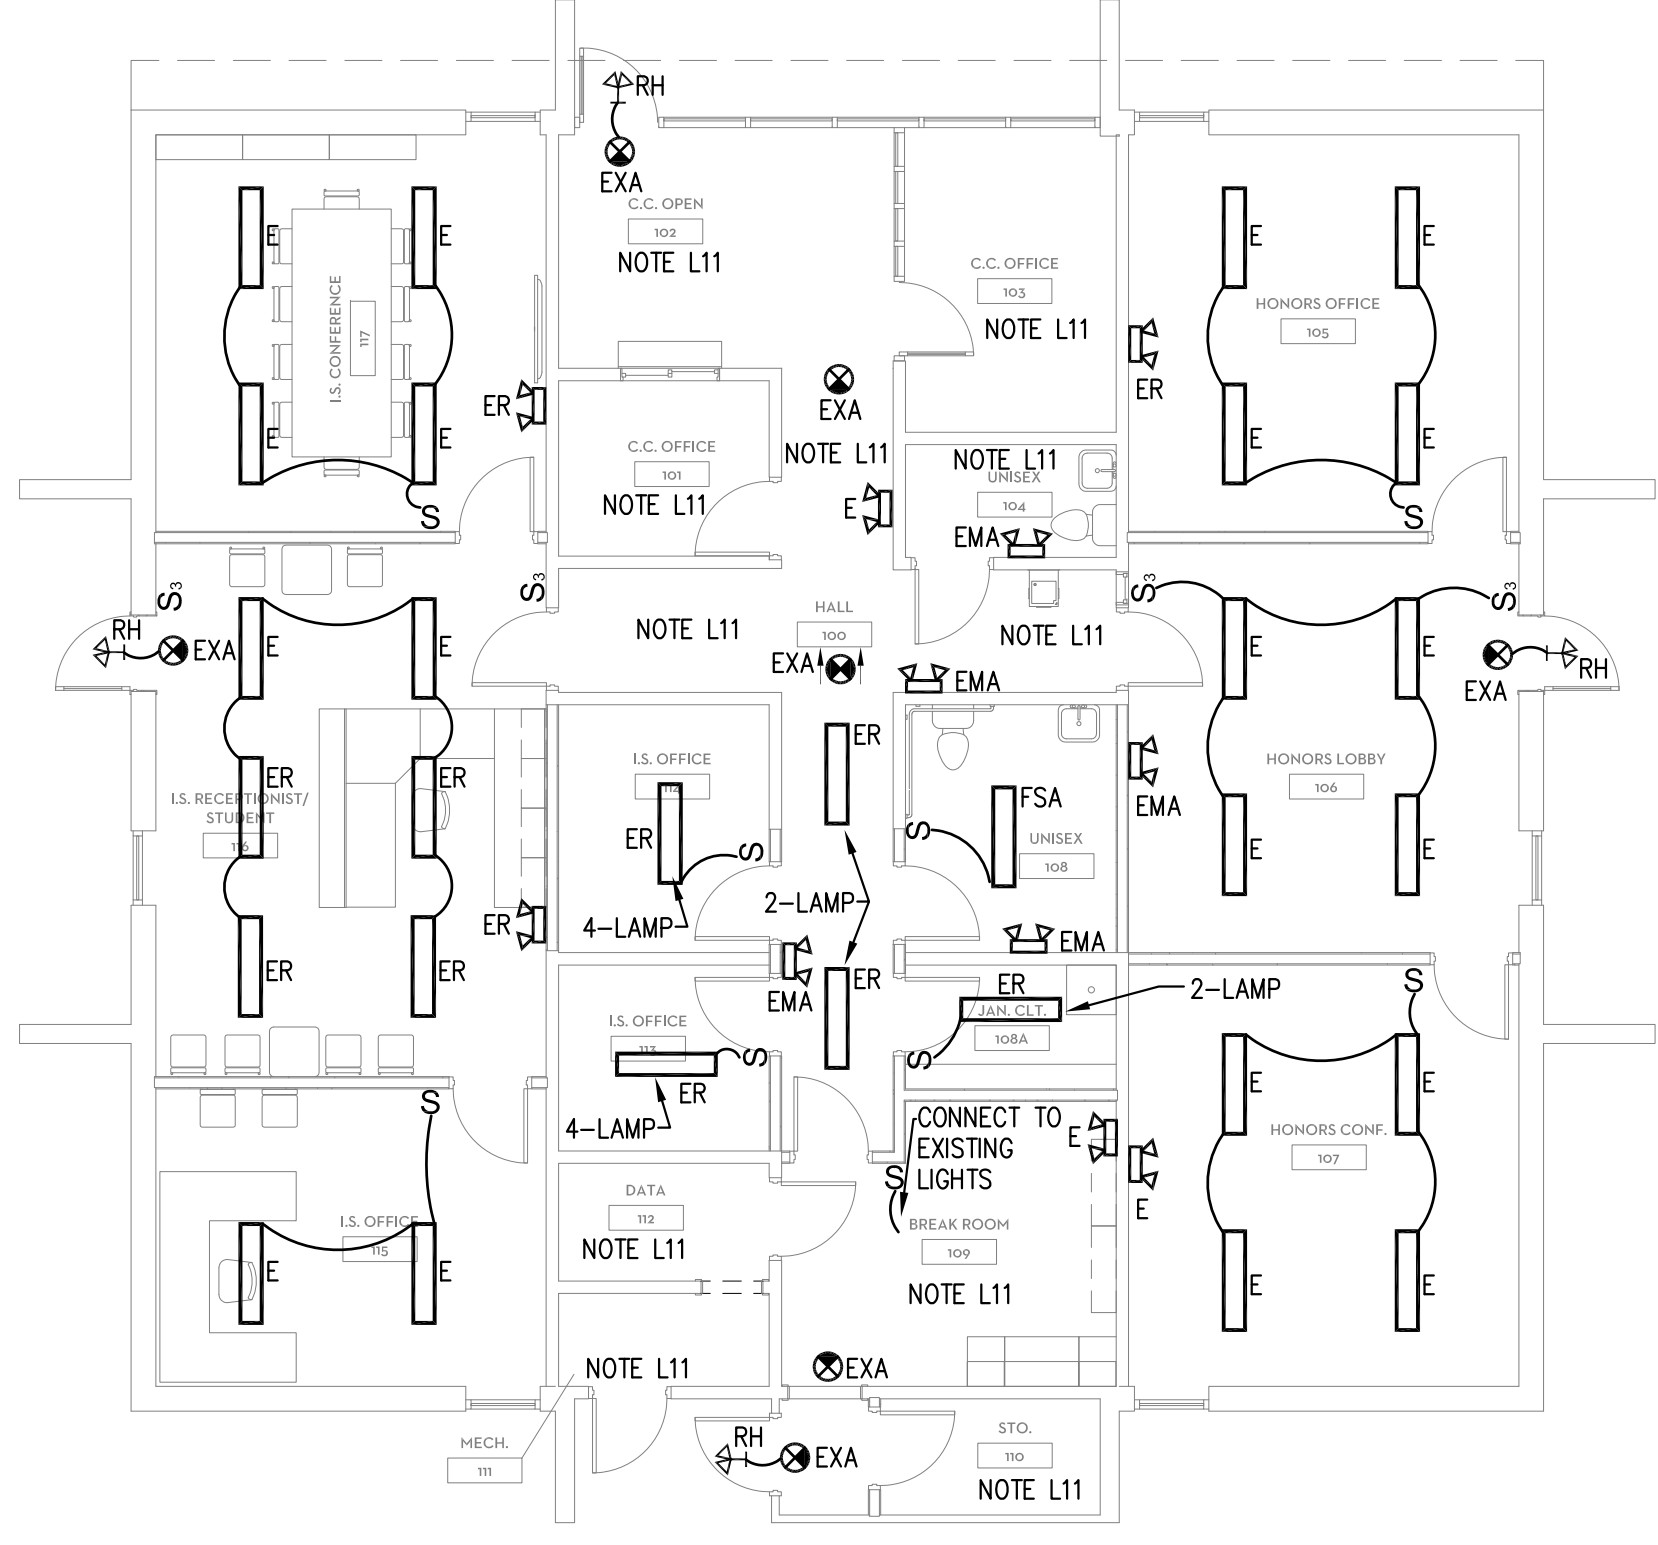 RH
EXA
C.C. OPEN
102
NOTE L11
C.C. OFFICE
103
NOTE L11
E
E
E
E
I.S. CONFERENCE
117
ER
S
E
E
E
E
HONORS OFFICE
105
ER
S
EXA
NOTE L11
C.C. OFFICE
101
NOTE L11
E
NOTE L11
UNISEX
104
EMA
S3
S3
S3
S3
RH
EXA
E
E
NOTE L11
HALL
100
EXA
NOTE L11
EMA
E
E
EXA
RH
ER
ER
I.S. RECEPTIONIST/
STUDENT
116
ER
ER
ER
I.S. OFFICE
114
ER
S
4-LAMP
ER
2-LAMP
S
FSA
UNISEX
108
EMA
EMA
HONORS LOBBY
106
E
E
EMA
ER
I.S. OFFICE
113
S
ER
4-LAMP
ER
JAN. CLT.
108A
S
2-LAMP
S
E
E
HONORS CONF.
107
E
E
E
S
I.S. OFFICE
115
E
E
CONNECT TO
EXISTING
LIGHTS
S
E
BREAK ROOM
109
NOTE L11
DATA
112
NOTE L11
NOTE L11
EXA
MECH.
111
RH
EXA
STO.
110
NOTE L11